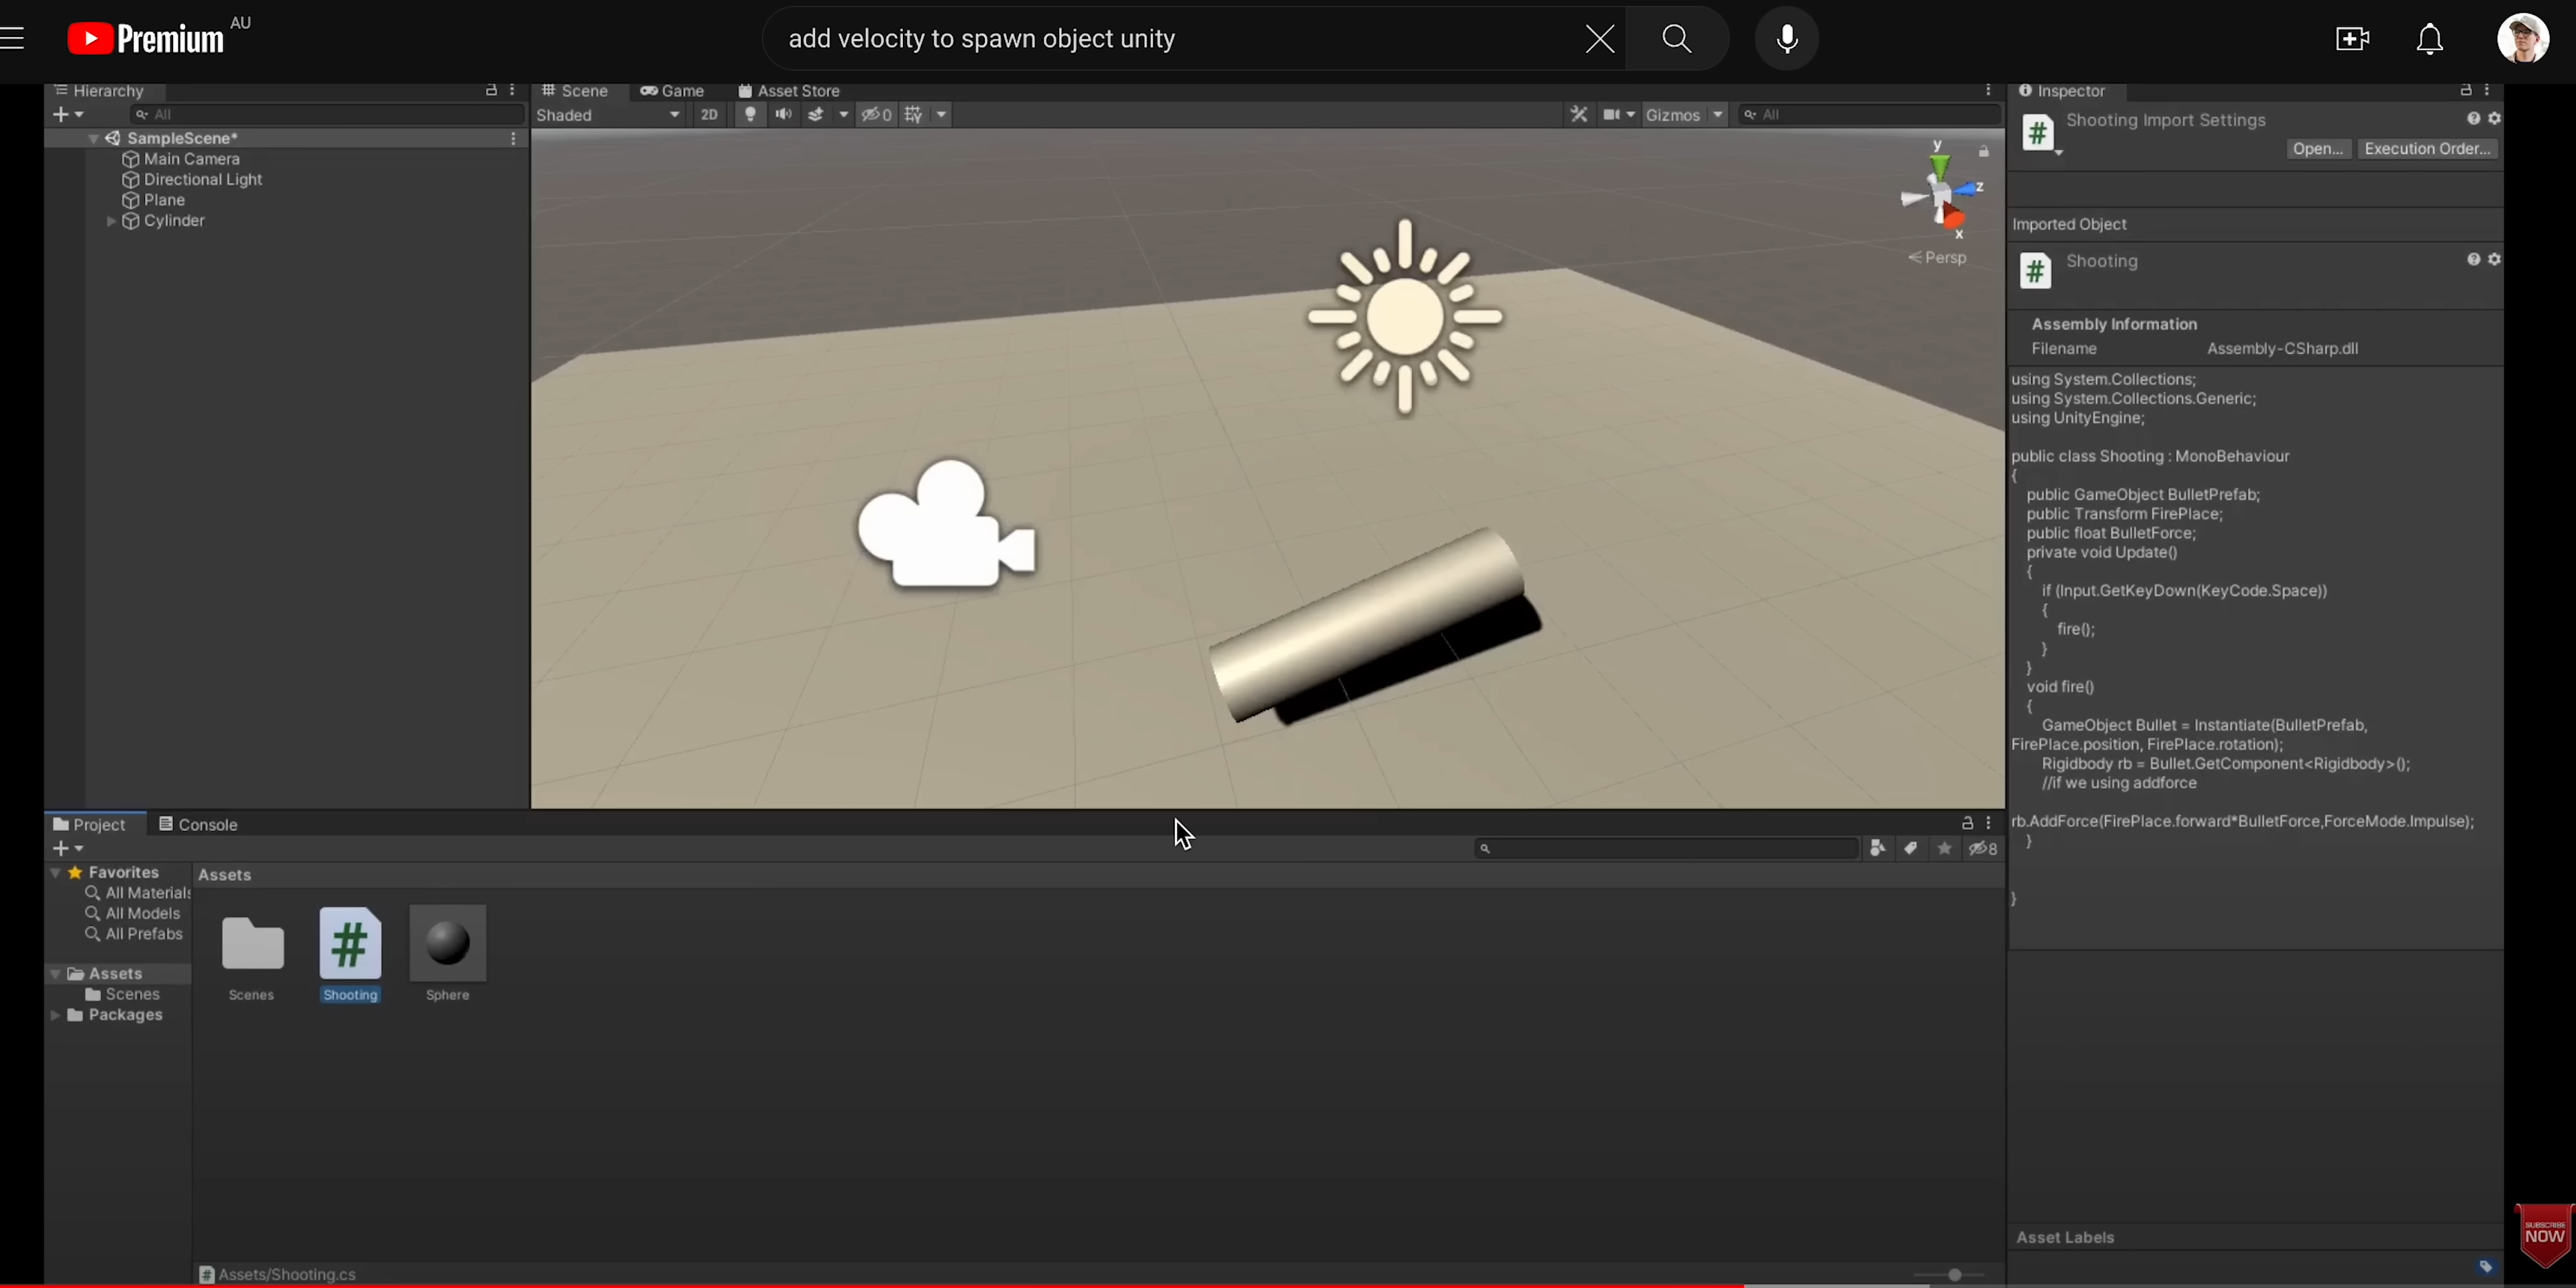 Premium AU
add velocity to spawn object unity
Hierarchy
All
SampleScene*
Main Camera
Directional Light
Plane
Cylinder
Scene Game Asset Store
Shaded 2D 0 Gizmos All
y
z
x
Persp
Inspector
Shooting Import Settings
Open... Execution Order...
Imported Object
Shooting
Assembly Information
Filename Assembly-CSharp.dll
using System.Collections;
using System.Collections.Generic;
using UnityEngine;
public class Shooting : MonoBehaviour
{
public GameObject BulletPrefab;
public Transform FirePlace;
public float BulletForce;
private void Update()
{
if (Input.GetKeyDown(KeyCode.Space))
{
fire();
}
}
void fire()
{
GameObject Bullet = Instantiate(BulletPrefab,
FirePlace.position, FirePlace.rotation);
Rigidbody rb = Bullet.GetComponent<Rigidbody>();
//if we using addforce
rb.AddForce(FirePlace.forward*BulletForce,ForceMode.Impulse);
}
}
Asset Labels
Project Console
8
Favorites
All Materials
All Models
All Prefabs
Assets
Scenes
Packages
Assets
# Scenes Shooting Sphere
Assets/Shooting.cs
SUBSCRIBE
NOW